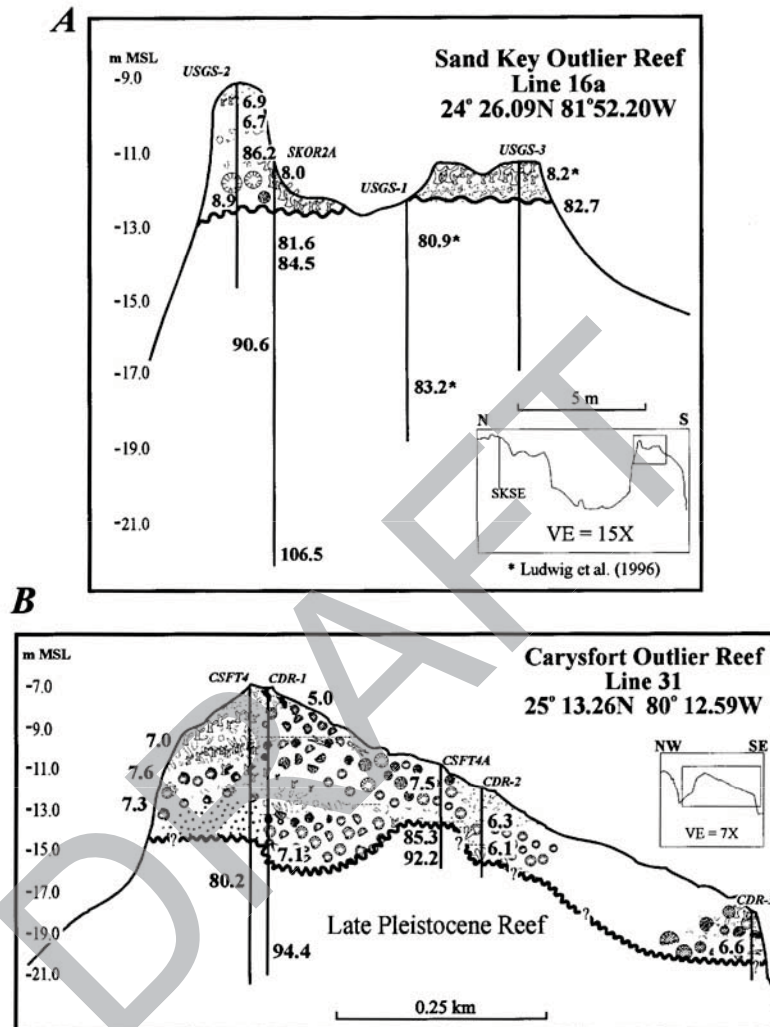 A
m MSL
Sand Key Outlier Reef
Line 16a
24° 26.09N 81°52.20W
USGS-2
-9.0
6.9
6.7
86.2
SKOR2A
8.0
USGS-1
USGS-3
8.2*
-11.0
8.9
82.7
-13.0
81.6
84.5
80.9*
-15.0
90.6
-17.0
83.2*
5 m
-19.0
N
S
SKSE
-21.0
VE = 15X
106.5
* Ludwig et al. (1996)
B
m MSL
Carysfort Outlier Reef
Line 31
25° 13.26N 80° 12.59W
CSFT4
CDR-1
-7.0
5.0
-9.0
7.0
NW
SE
-11.0
7.6
CSFT4A
7.5
CDR-2
-13.0
7.3
6.3
VE = 7X
?
85.3
6.1
-15.0
7.1
92.2
?
?
80.2
-17.0
Late Pleistocene Reef
?
-19.0
94.4
6.6
?
-21.0
0.25 km
DRAFT